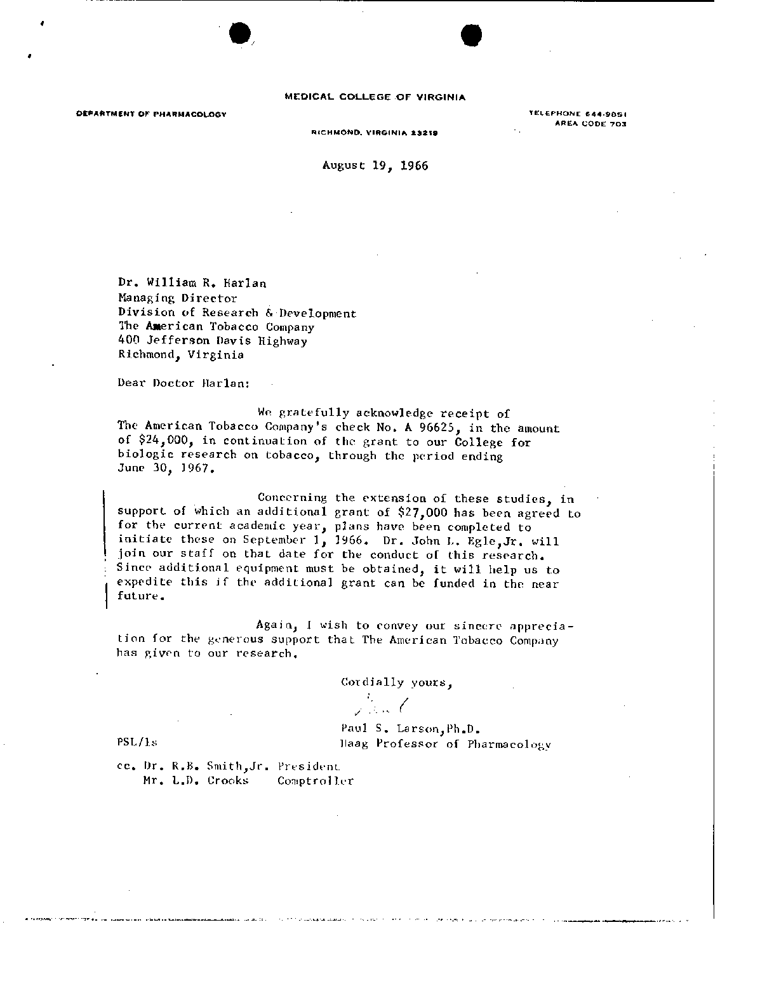 MEDICAL COLLEGE OF VIRGINIA
DEPARTMENT OF PHARMACOLOGY
TELEPHONE 644-9051
AREA CODE 703
RICHMOND, VIRGINIA 23219
August 19, 1966
Dr. William R. Harlan
Managing Director
Division of Research & Development
The American Tobacco Company
400 Jefferson Davis Highway
Richmond, Virginia
Dear Doctor Harlan:
We gratefully acknowledge receipt of
The American Tobacco Company's check No. A 96625, in the amount
of $24,000, in continuation of the grant to our College for
biologic research on tobacco, through the period ending
June 30, 1967.
Concerning the extension of these studies, in
support of which an additional grant of $27,000 has been agreed to
for the current academic year, plans have been completed to
initiate these on September 1, 1966. Dr. John L. Egle,Jr. will
join our staff on that date for the conduct of this research.
Since additional equipment must be obtained, it will help us to
expedite this if the additional grant can be funded in the near
future.
Again, I wish to convey our sincere apprecia-
tion for the generous support that The American Tobacco Company
has given to our research.
Cordially yours,
Paul S. Larson,Ph.D.
Haag Professor of Pharmacology
PSL/ls
cc. Dr. R.B. Smith,Jr. President
Mr. L.D. Crooks Comptroller